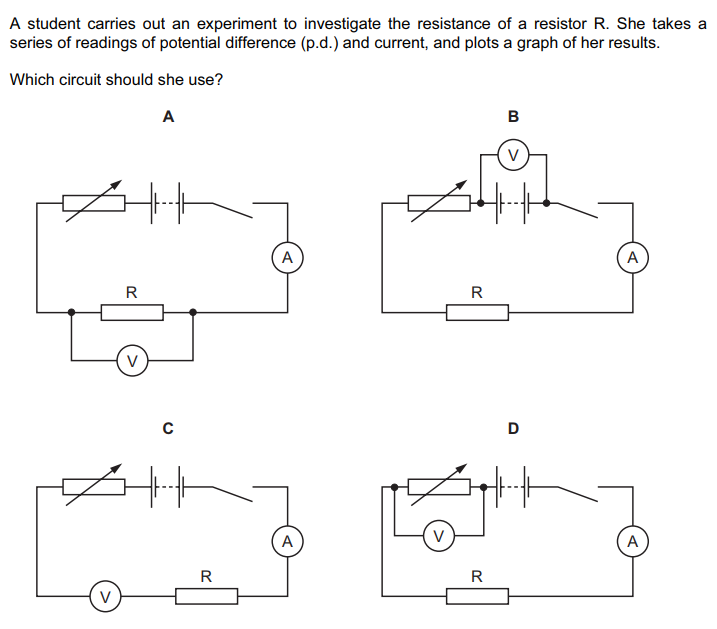 A student carries out an experiment to investigate the resistance of a resistor R. She takes a
series of readings of potential difference (p.d.) and current, and plots a graph of her results.
Which circuit should she use?
A
B
V
A
A
R
R
V
C
D
V
A
A
R
R
V